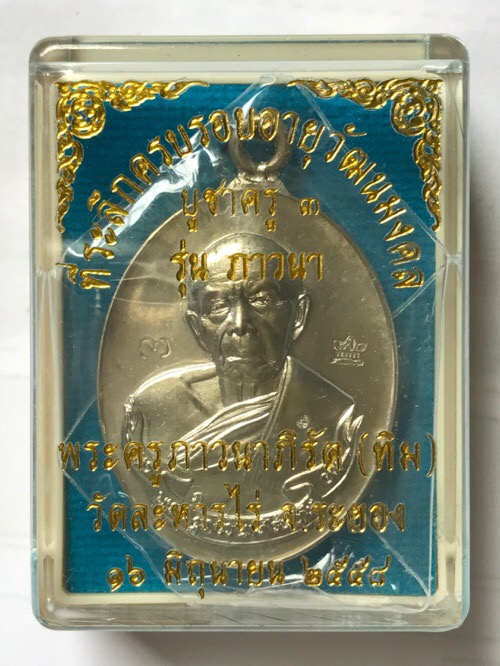 ที่ระลึกครบรอบอายุวัฒนมงคล
บูชาครู ๓
รุ่น ภาวนา
พระครูภาวนาภิรัต (ทิม)
วัดละหารไร่ จ.ระยอง
๑๖ มิถุนายน ๒๕๕๘